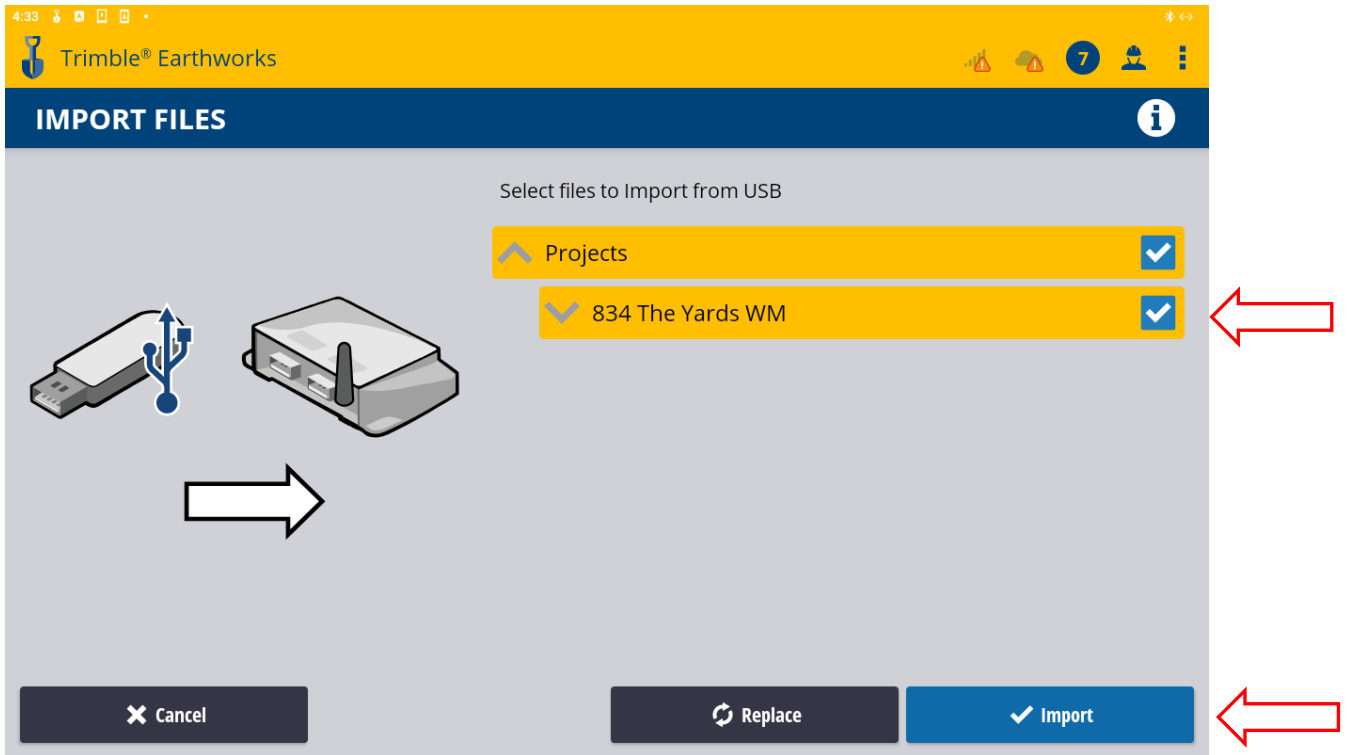 4:33
Trimble® Earthworks
7
IMPORT FILES
Select files to Import from USB
Projects
834 The Yards WM
Cancel
Replace
Import